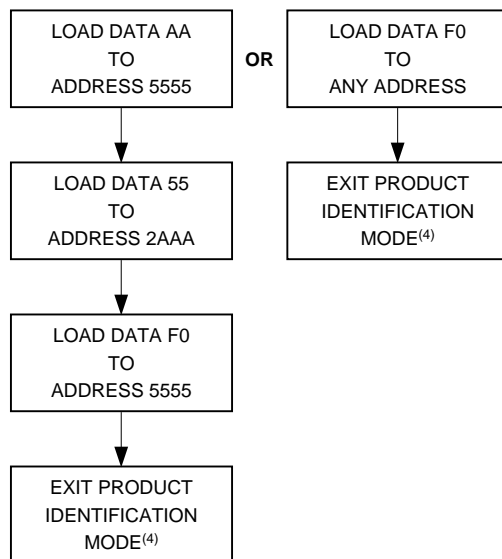 LOAD DATA AA
TO
ADDRESS 5555
LOAD DATA 55
TO
ADDRESS 2AAA
LOAD DATA F0
TO
ADDRESS 5555
EXIT PRODUCT
IDENTIFICATION
MODE(4)
OR
LOAD DATA F0
TO
ANY ADDRESS
EXIT PRODUCT
IDENTIFICATION
MODE(4)